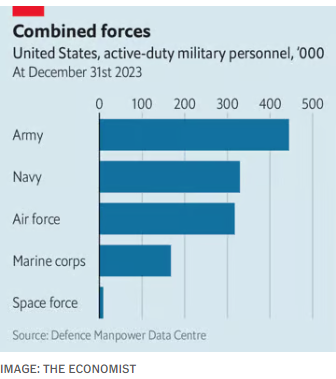 Combined forces
United States, active-duty military personnel, ’000
At December 31st 2023
0 100 200 300 400 500
Army
Navy
Air force
Marine corps
Space force
Source: Defence Manpower Data Centre
IMAGE: THE ECONOMIST